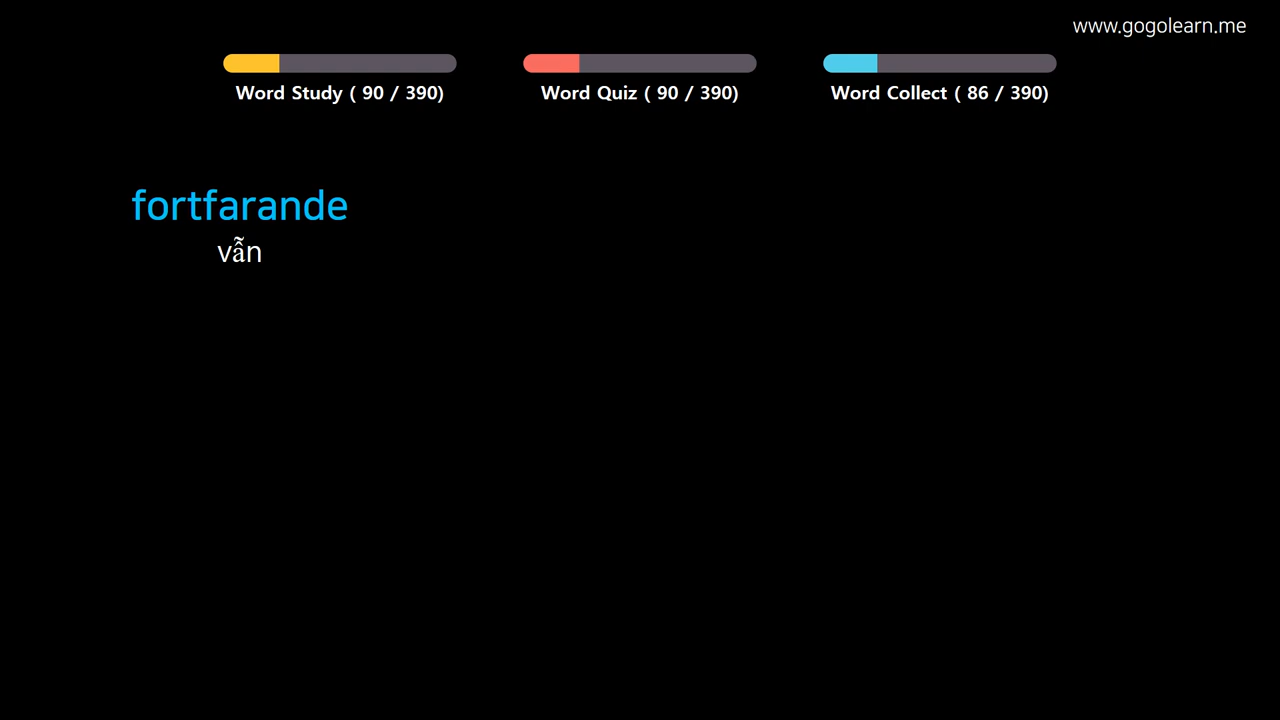 www.gogolearn.me
Word Study ( 90 / 390)
Word Quiz ( 90 / 390)
Word Collect ( 86 / 390)
fortfarande
vẫn